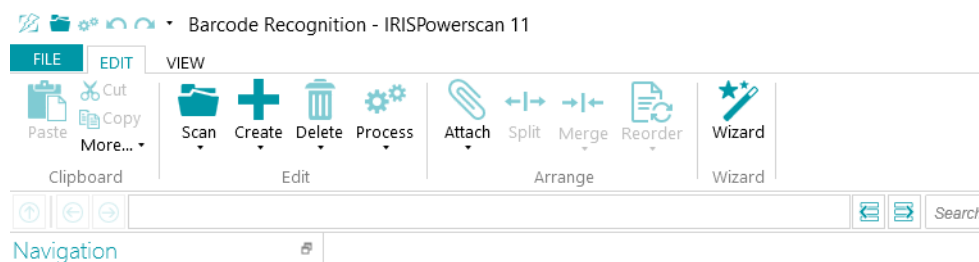 Barcode Recognition - IRISPowerscan 11
FILE EDIT VIEW
Paste Cut Copy More...
Scan Create Delete Process
Attach Split Merge Reorder
Wizard
Clipboard Edit Arrange Wizard
Search
Navigation